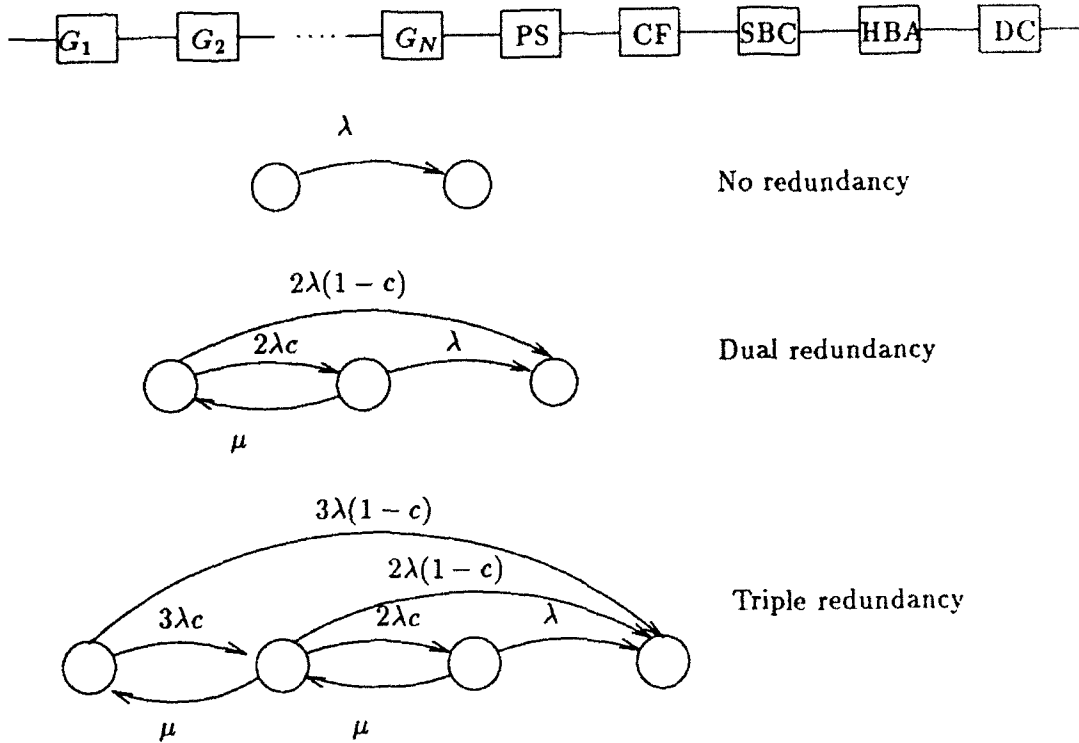 G₁ G₂ ····· G_N PS CF SBC HBA DC
λ
No redundancy
2λ(1 − c)
2λc λ
Dual redundancy
μ
3λ(1 − c)
2λ(1 − c)
3λc 2λc λ
Triple redundancy
μ μ